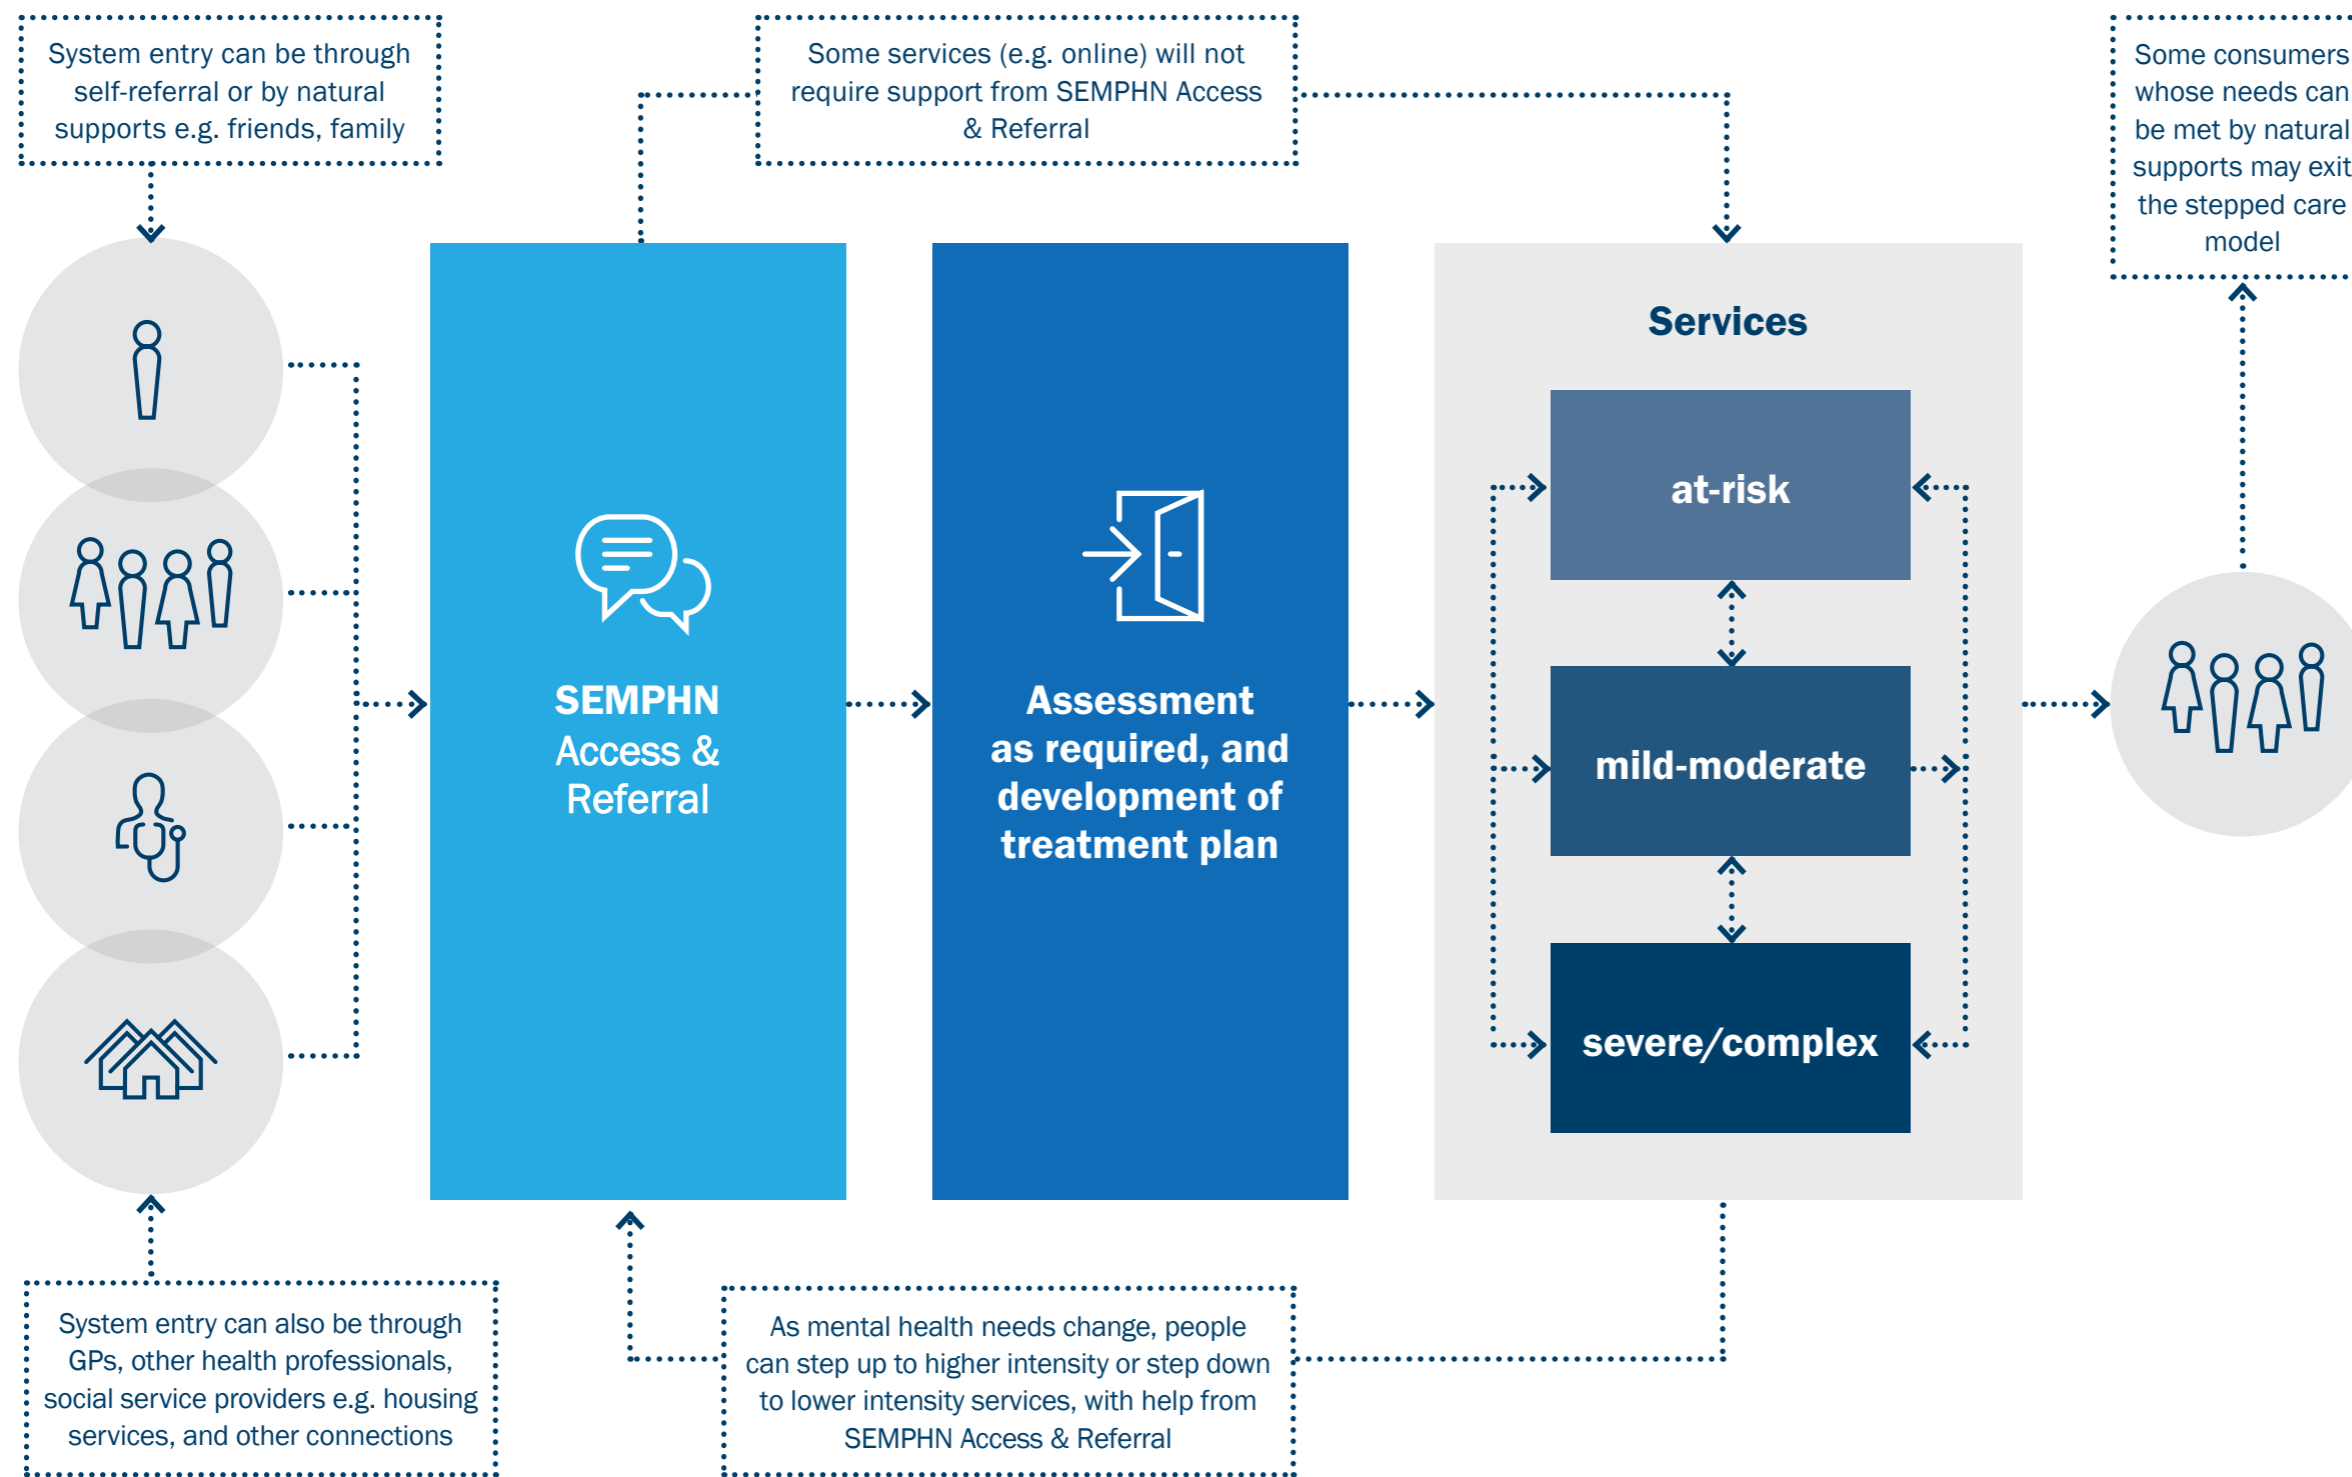 System entry can be through
self-referral or by natural
supports e.g. friends, family
Some services (e.g. online) will not
require support from SEMPHN Access
& Referral
Some consumers
whose needs can
be met by natural
supports may exit
the stepped care
model
SEMPHN
Access &
Referral
Assessment
as required, and
development of
treatment plan
Services
at-risk
mild-moderate
severe/complex
System entry can also be through
GPs, other health professionals,
social service providers e.g. housing
services, and other connections
As mental health needs change, people
can step up to higher intensity or step down
to lower intensity services, with help from
SEMPHN Access & Referral